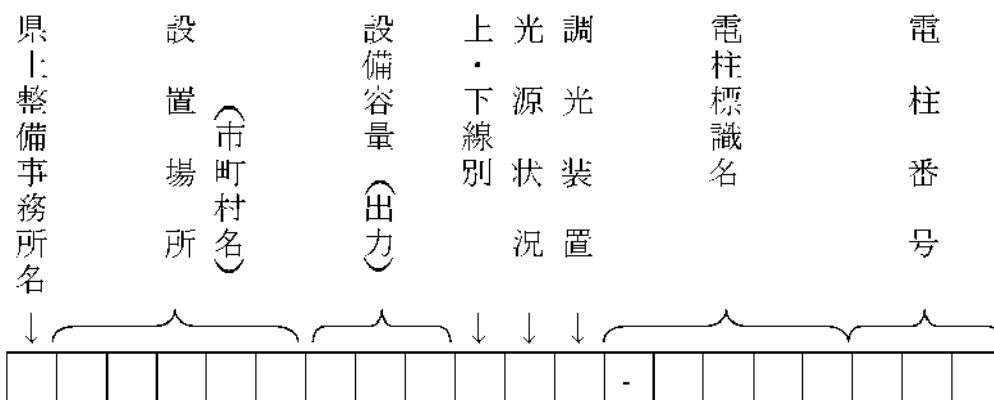 県土整備事務所名
設置場所
（市町村名）
設備容量（出力）
上・下線別
光源状況
調光装置
電柱標識名
電柱番号
↓
↓
↓
↓
-